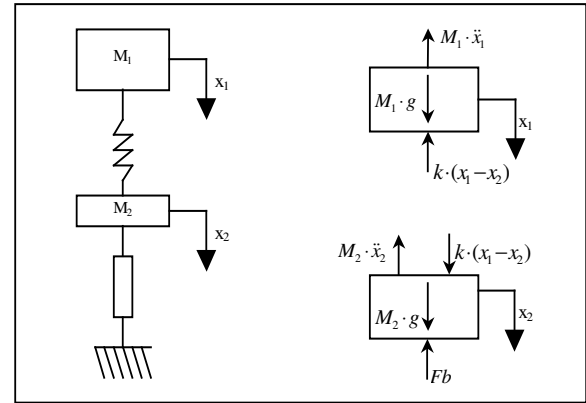 M₁
x₁
M₂
x₂
M₁·ẍ₁
M₁·g
x₁
k·(x₁−x₂)
M₂·ẍ₂
k·(x₁−x₂)
M₂·g
x₂
Fb